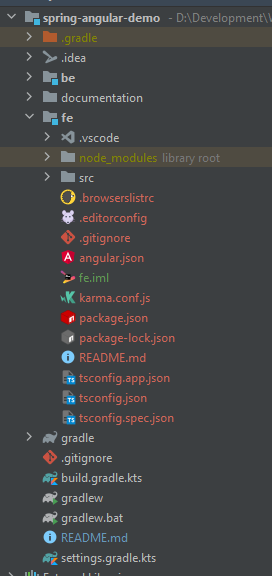 spring-angular-demo - D:\Development\
.gradle
.idea
be
documentation
fe
.vscode
node_modules library root
src
.browserslistrc
.editorconfig
.gitignore
angular.json
fe.iml
karma.conf.js
package.json
package-lock.json
README.md
tsconfig.app.json
tsconfig.json
tsconfig.spec.json
gradle
.gitignore
build.gradle.kts
gradlew
gradlew.bat
README.md
settings.gradle.kts